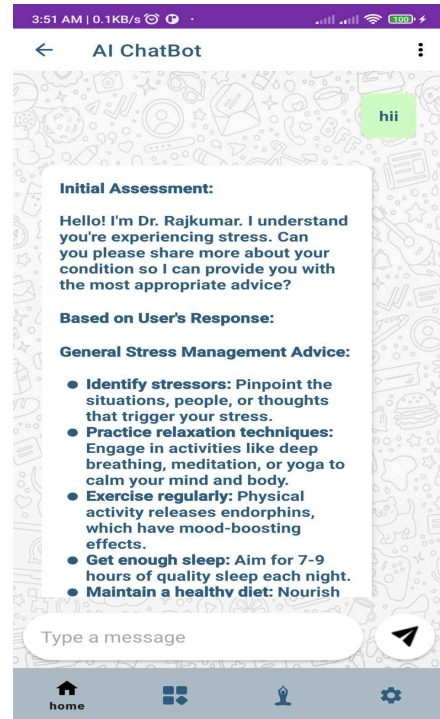 3:51 AM | 0.1KB/s
100
AI ChatBot
hii
Initial Assessment:
Hello! I'm Dr. Rajkumar. I understand
you're experiencing stress. Can
you please share more about your
condition so I can provide you with
the most appropriate advice?
Based on User's Response:
General Stress Management Advice:
● Identify stressors: Pinpoint the
situations, people, or thoughts
that trigger your stress.
● Practice relaxation techniques:
Engage in activities like deep
breathing, meditation, or yoga to
calm your mind and body.
● Exercise regularly: Physical
activity releases endorphins,
which have mood-boosting
effects.
● Get enough sleep: Aim for 7-9
hours of quality sleep each night.
● Maintain a healthy diet: Nourish
Type a message
home